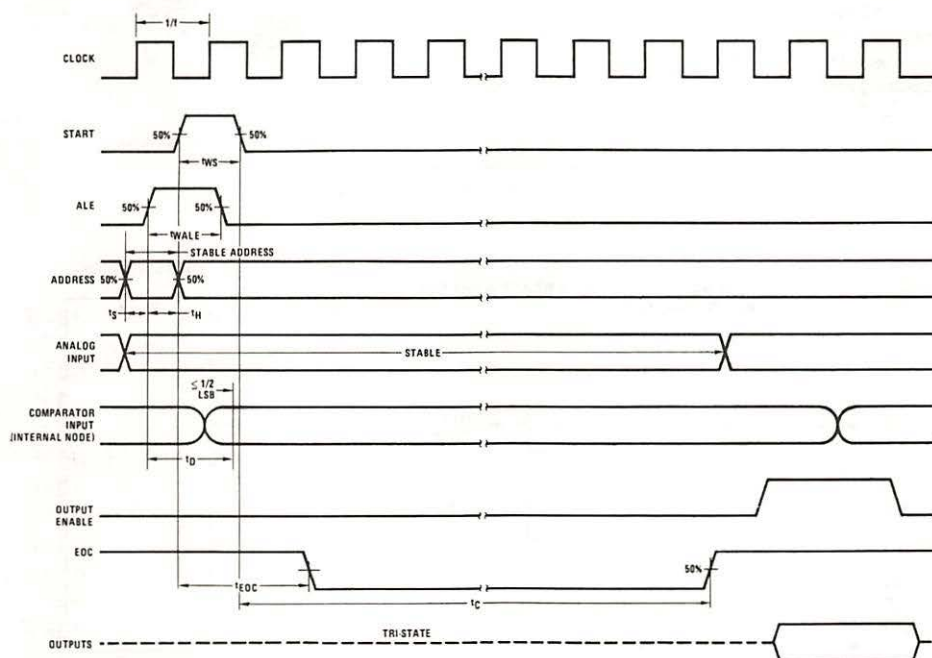 1/f
CLOCK
START
50%
50%
tWS
ALE
50%
50%
tWALE
STABLE ADDRESS
ADDRESS
50%
50%
tS
tH
ANALOG
INPUT
STABLE
≤ 1/2
LSB
COMPARATOR
INPUT
(INTERNAL NODE)
tD
OUTPUT
ENABLE
EOC
tEOC
50%
tC
TRI-STATE
OUTPUTS